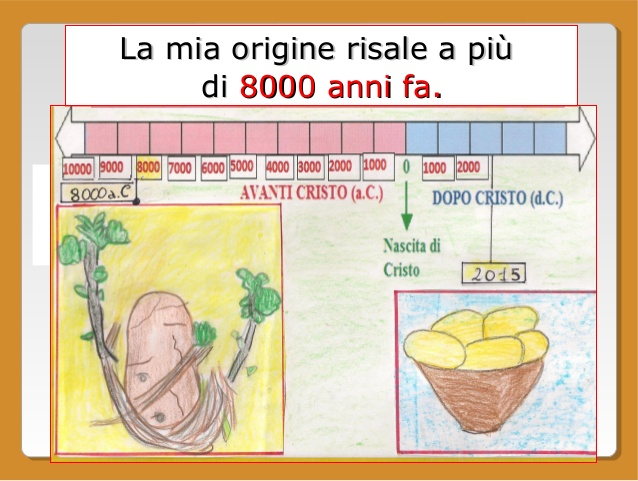 La mia origine risale a più
di 8000 anni fa.
10000 9000 8000 7000 6000 5000 4000 3000 2000 1000 0 1000 2000
8000 a.C
AVANTI CRISTO (a.C.)
DOPO CRISTO (d.C.)
Nascita di
Cristo
2015